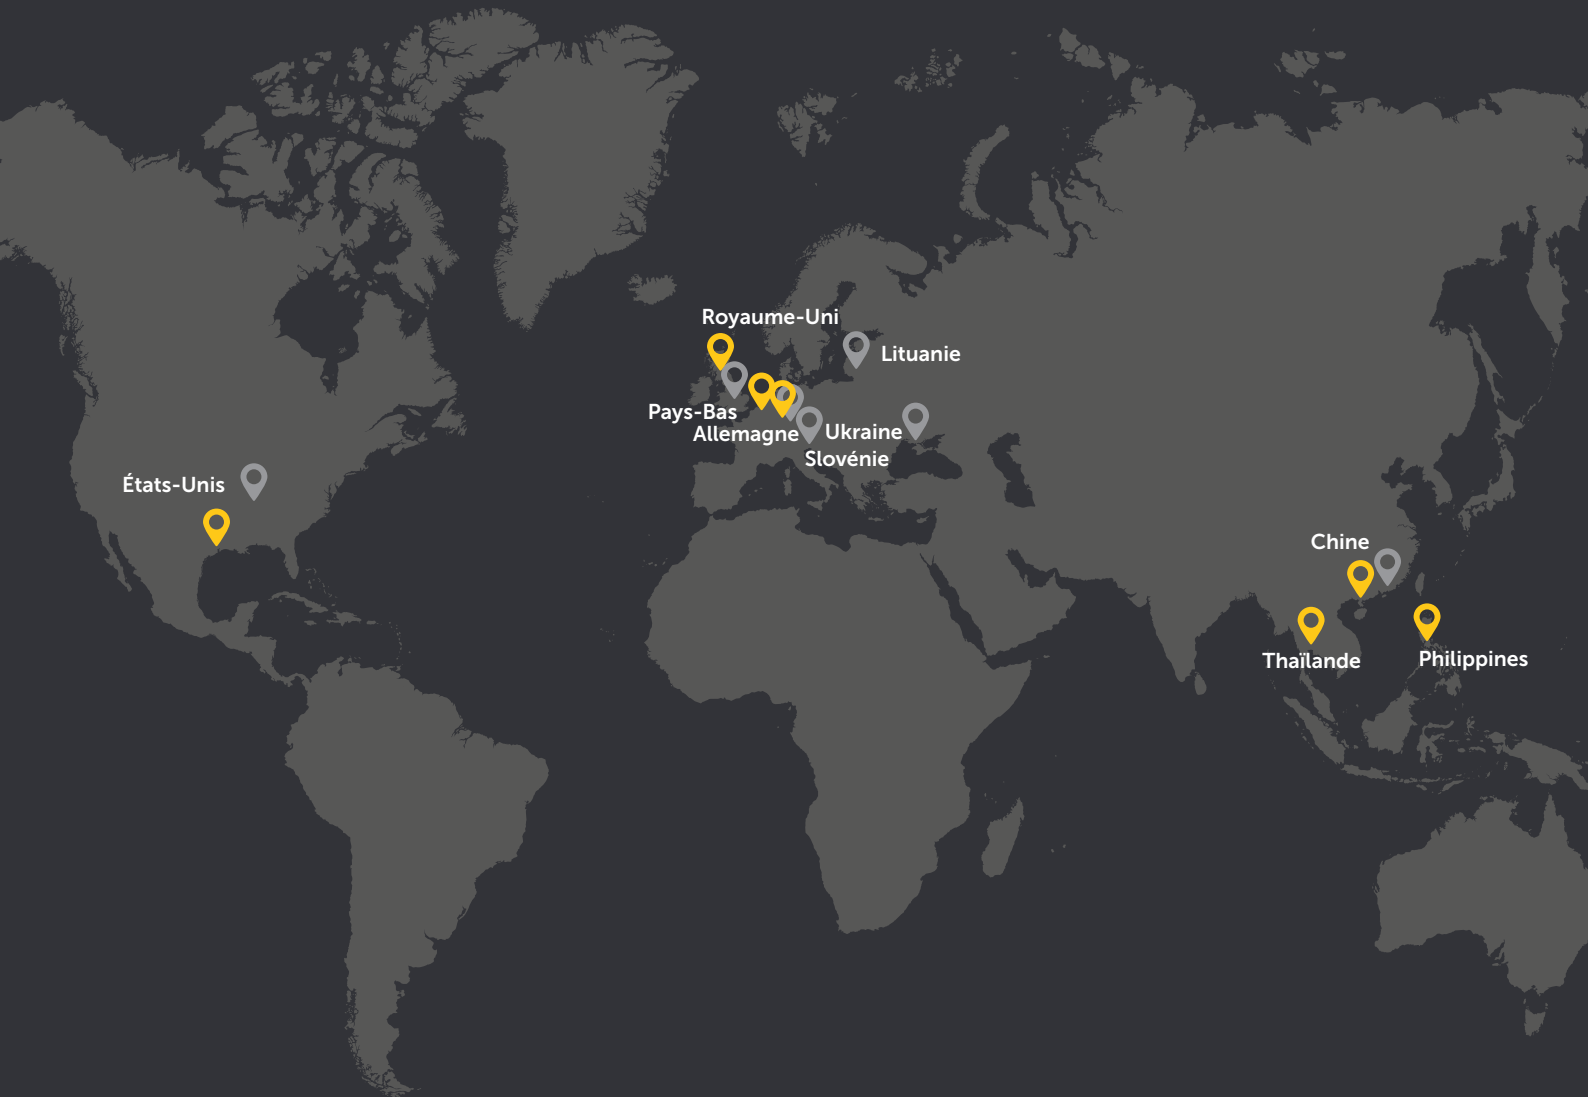 Royaume-Uni
Lituanie
Pays-Bas
Allemagne
Ukraine
Slovénie
États-Unis
Chine
Thaïlande
Philippines